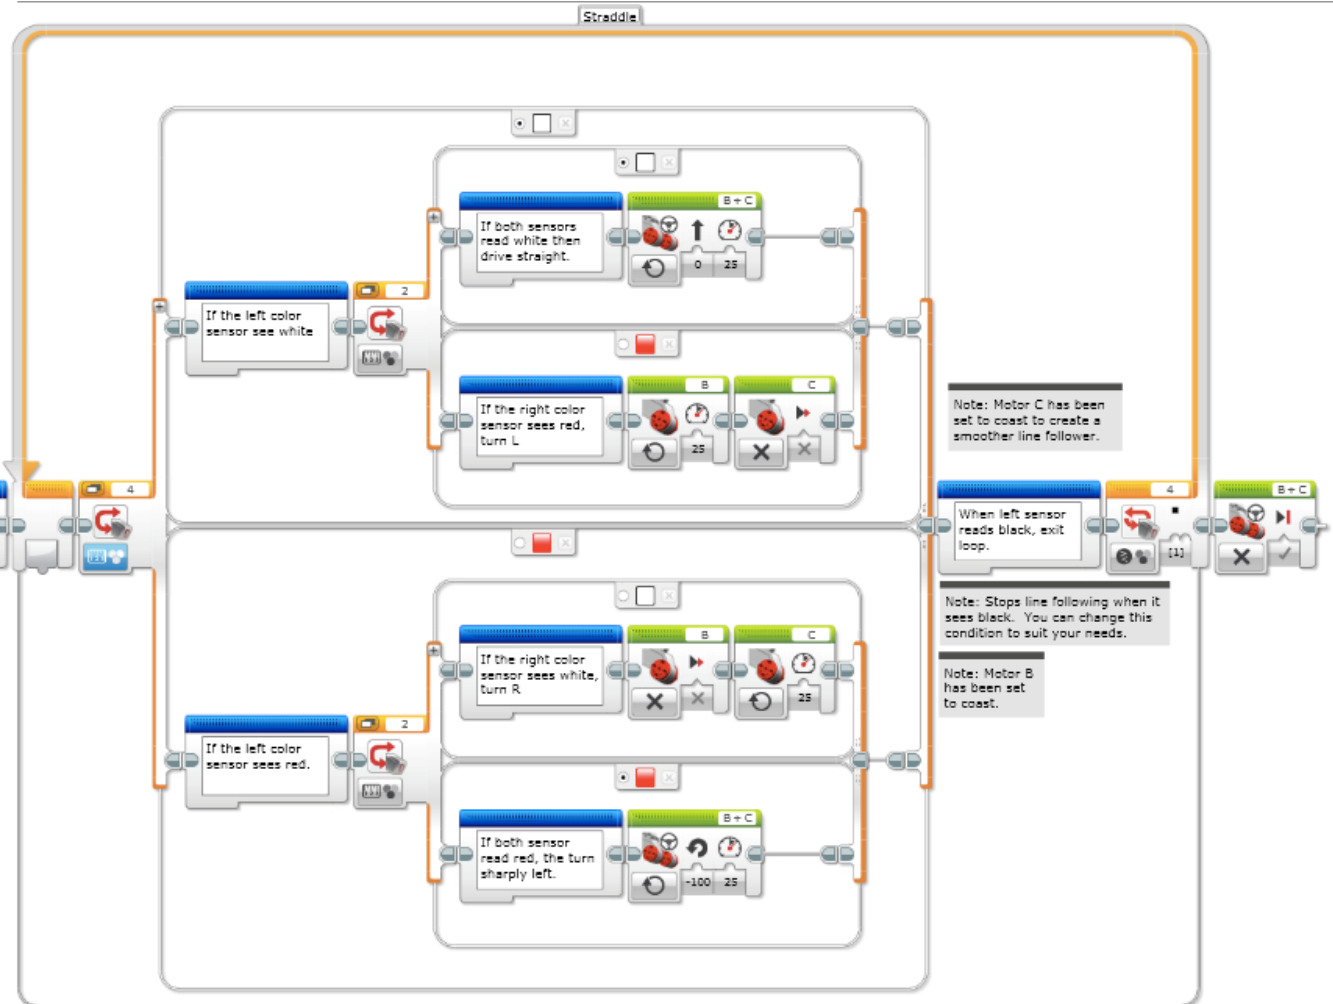 Straddle
B + C
If both sensors
read white then
drive straight.
0
25
2
If the left color
sensor see white
B
C
If the right color
sensor sees red,
turn L
25
Note: Motor C has been
set to coast to create a
smoother line follower.
4
When left sensor
reads black, exit
loop.
4
[1]
B + C
Note: Stops line following when it
sees black. You can change this
condition to suit your needs.
B
C
If the right color
sensor sees white,
turn R
25
Note: Motor B
has been set
to coast.
2
If the left color
sensor sees red.
B + C
If both sensor
read red, the turn
sharply left.
-100
25